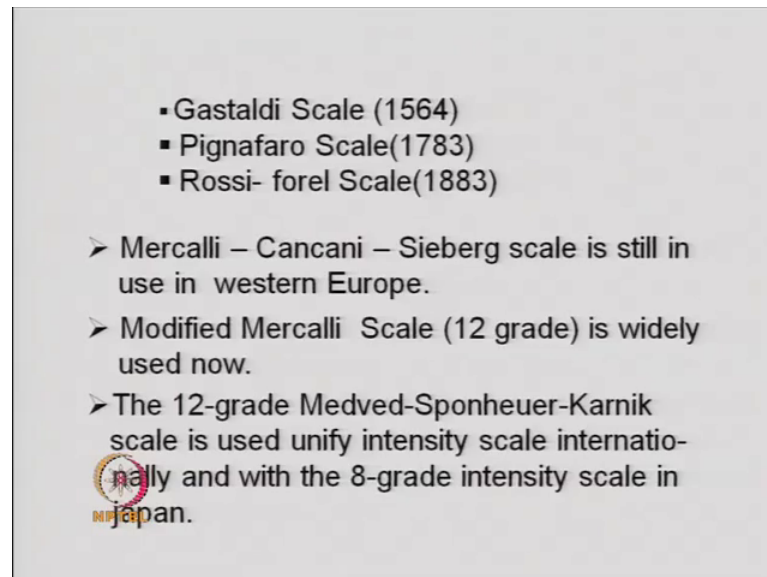 ▪ Gastaldi Scale (1564)
▪ Pignafaro Scale(1783)
▪ Rossi- forel Scale(1883)
➢ Mercalli – Cancani – Sieberg scale is still in
use in western Europe.
➢ Modified Mercalli Scale (12 grade) is widely
used now.
➢ The 12-grade Medved-Sponheuer-Karnik
scale is used unify intensity scale internatio-
nally and with the 8-grade intensity scale in
japan.
NPTEL